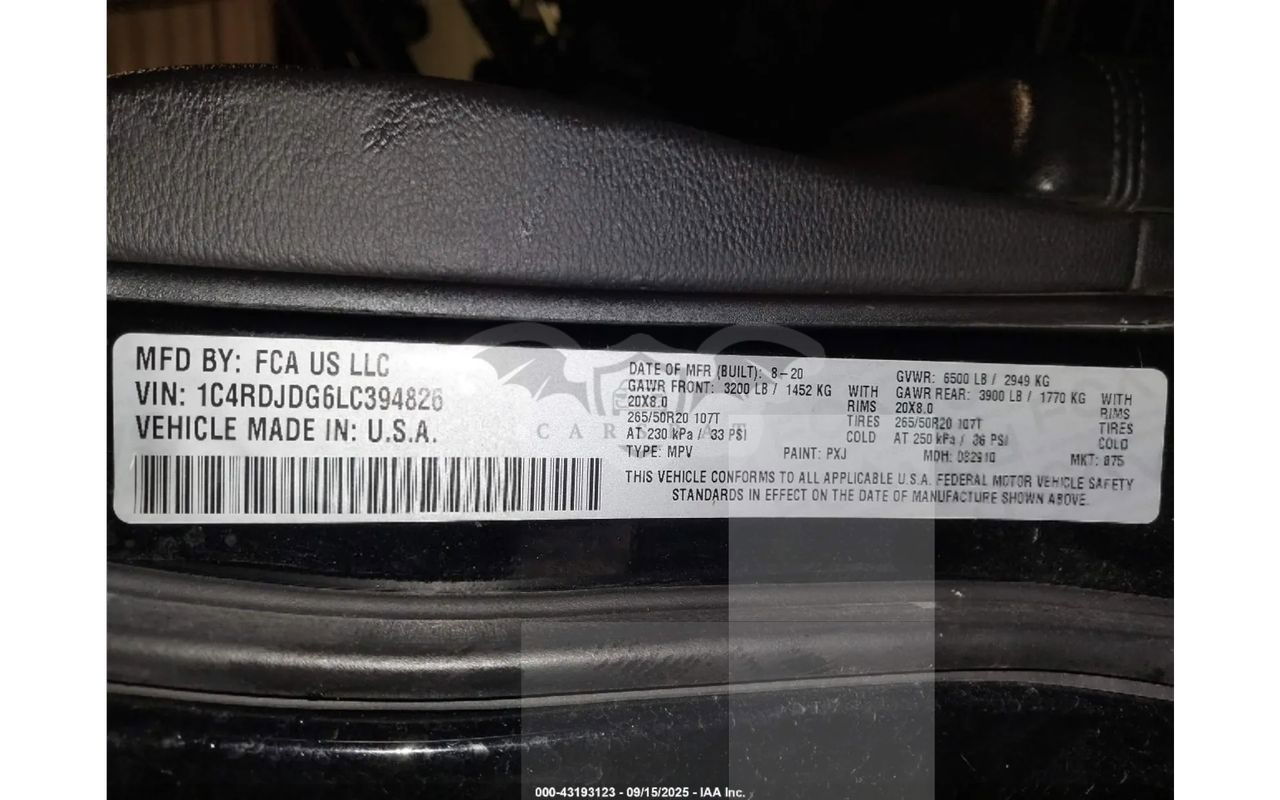 MFD BY: FCA US LLC
VIN: 1C4RDJDG6LC394826
VEHICLE MADE IN: U.S.A.
DATE OF MFR (BUILT): 8-20
GAWR FRONT: 3200 LB / 1452 KG WITH
20X8.0 RIMS
265/50R20 107T TIRES
AT 230 kPa / 33 PSI COLD
TYPE: MPV PAINT: PXJ
GVWR: 6500 LB / 2949 KG
GAWR REAR: 3900 LB / 1770 KG WITH
20X8.0 RIMS
265/50R20 107T TIRES
AT 250 kPa / 36 PSI COLD
MDH: 082910 MKT: 875
THIS VEHICLE CONFORMS TO ALL APPLICABLE U.S.A. FEDERAL MOTOR VEHICLE SAFETY
STANDARDS IN EFFECT ON THE DATE OF MANUFACTURE SHOWN ABOVE.
000-43193123 - 09/15/2025 - IAA Inc.